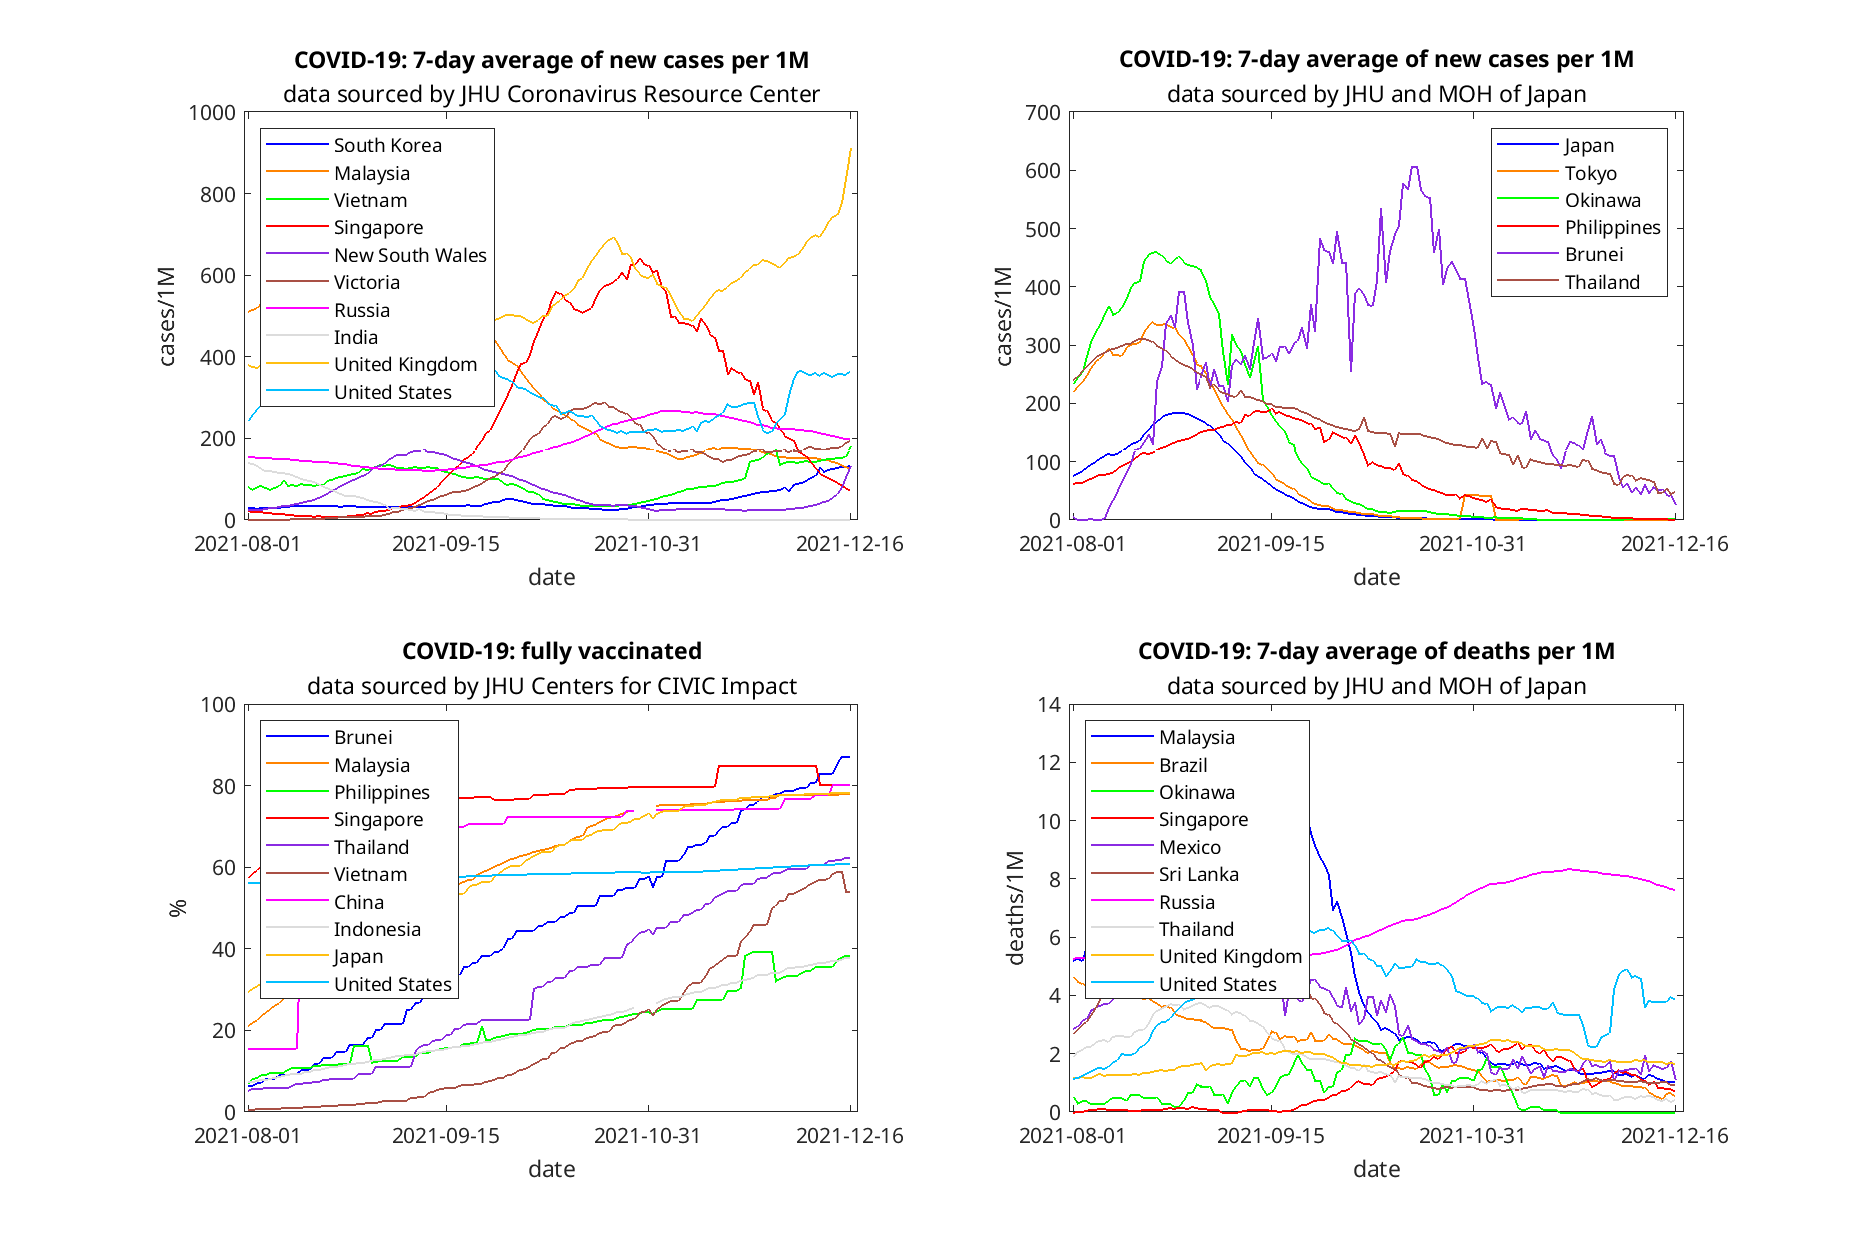 COVID-19: 7-day average of new cases per 1M
data sourced by JHU Coronavirus Resource Center
1000
800
600
400
200
0
cases/1M
South Korea
Malaysia
Vietnam
Singapore
New South Wales
Victoria
Russia
India
United Kingdom
United States
2021-08-01
2021-09-15
2021-10-31
2021-12-16
date
COVID-19: 7-day average of new cases per 1M
data sourced by JHU and MOH of Japan
700
600
500
400
300
200
100
0
cases/1M
Japan
Tokyo
Okinawa
Philippines
Brunei
Thailand
2021-08-01
2021-09-15
2021-10-31
2021-12-16
date
COVID-19: fully vaccinated
data sourced by JHU Centers for CIVIC Impact
100
80
60
40
20
0
%
Brunei
Malaysia
Philippines
Singapore
Thailand
Vietnam
China
Indonesia
Japan
United States
2021-08-01
2021-09-15
2021-10-31
2021-12-16
date
COVID-19: 7-day average of deaths per 1M
data sourced by JHU and MOH of Japan
14
12
10
8
6
4
2
0
deaths/1M
Malaysia
Brazil
Okinawa
Singapore
Mexico
Sri Lanka
Russia
Thailand
United Kingdom
United States
2021-08-01
2021-09-15
2021-10-31
2021-12-16
date